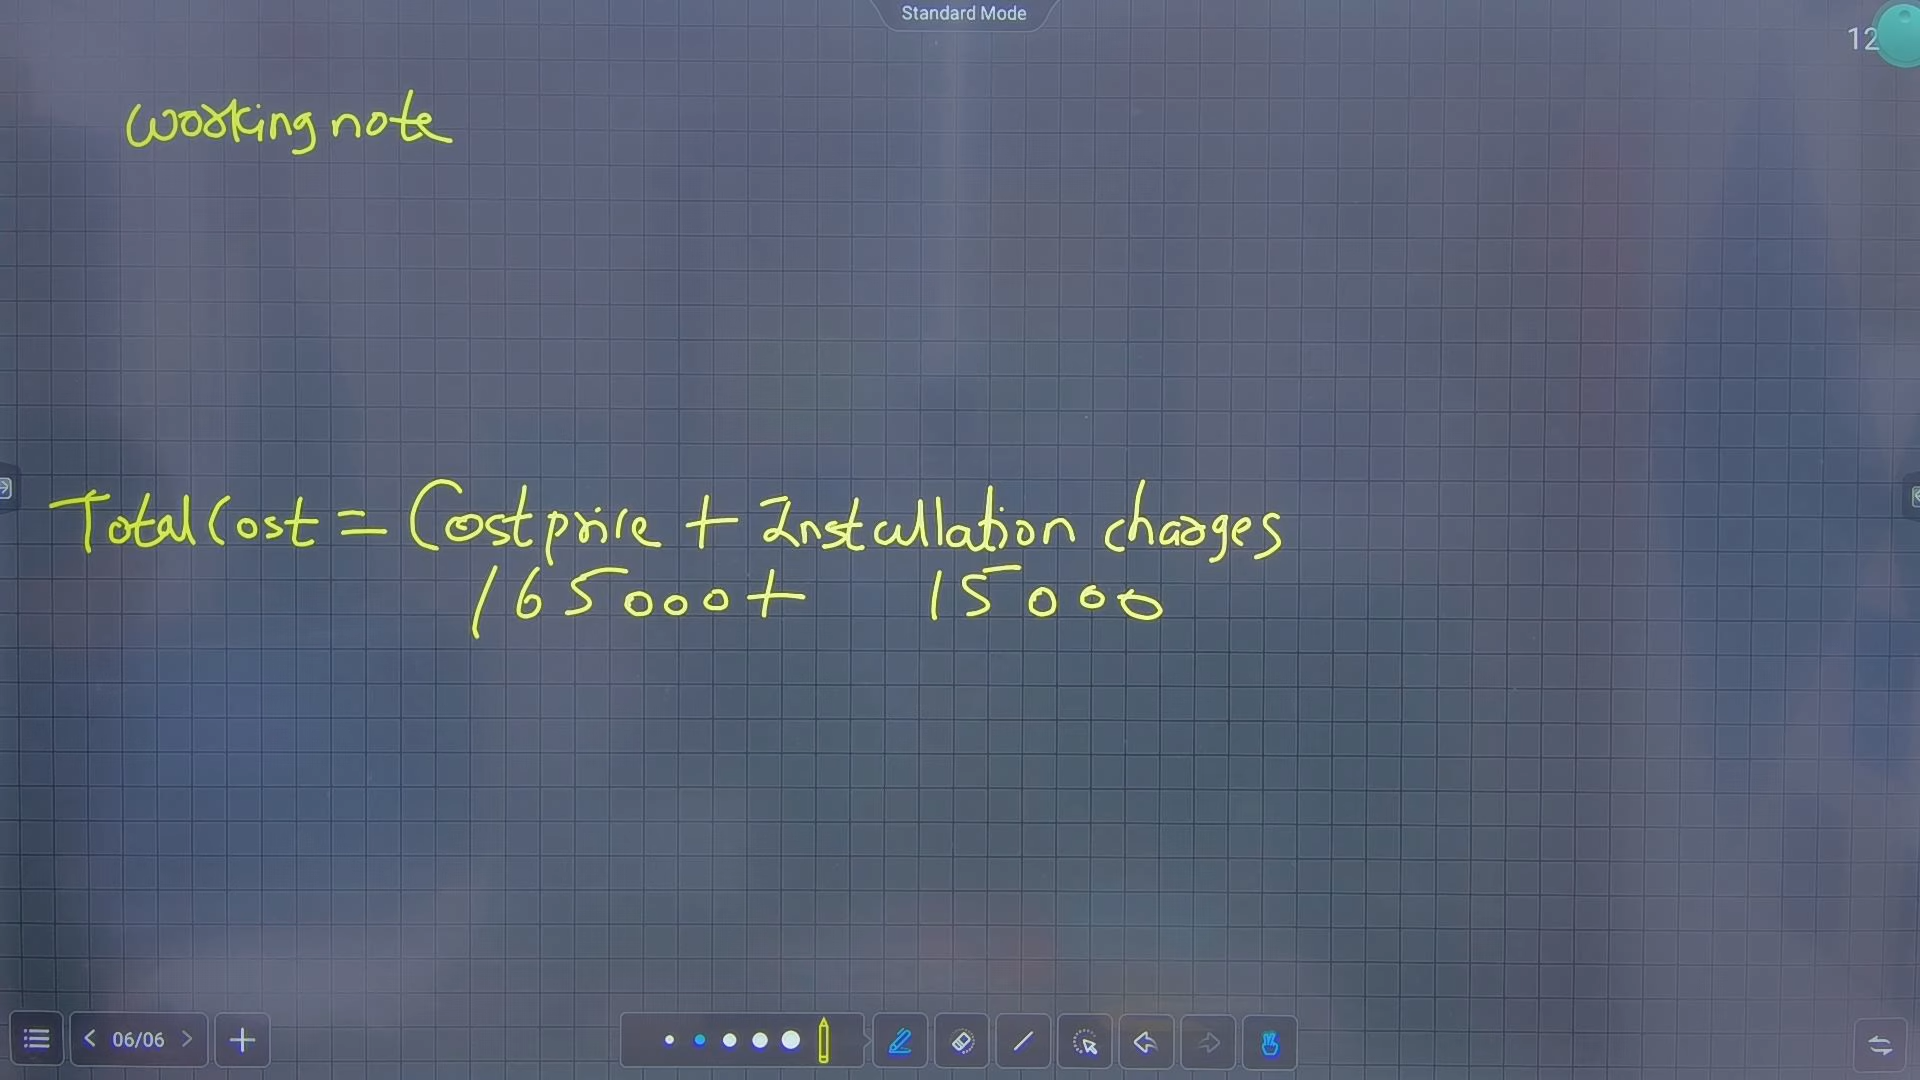 Standard Mode
12
working note
Total Cost = Cost price + Installation charges
165000+ 15000
06/06